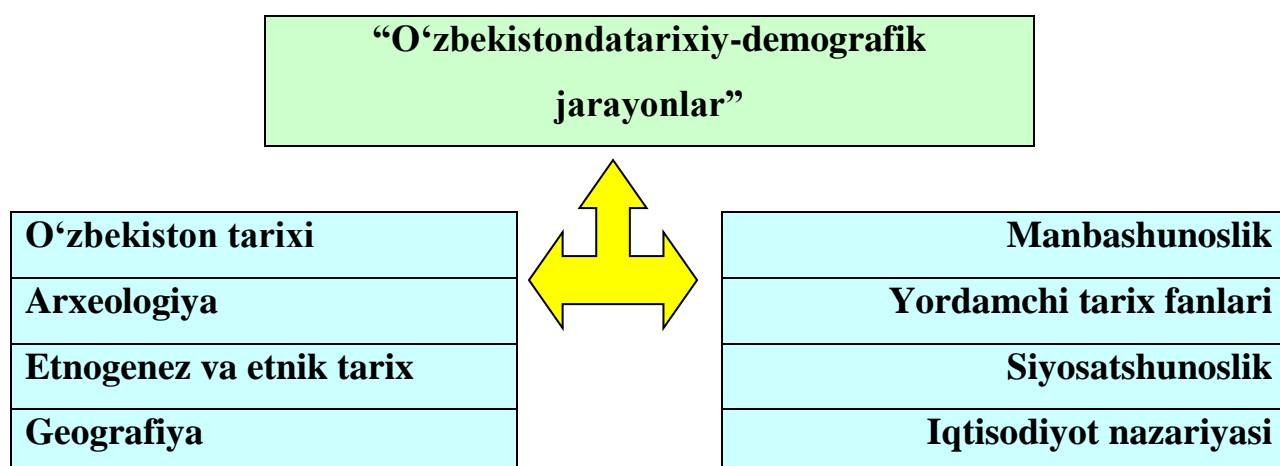 “O‘zbekistondatarixiy-demografik
jarayonlar”
O‘zbekiston tarixi
Arxeologiya
Etnogenez va etnik tarix
Geografiya
Manbashunoslik
Yordamchi tarix fanlari
Siyosatshunoslik
Iqtisodiyot nazariyasi